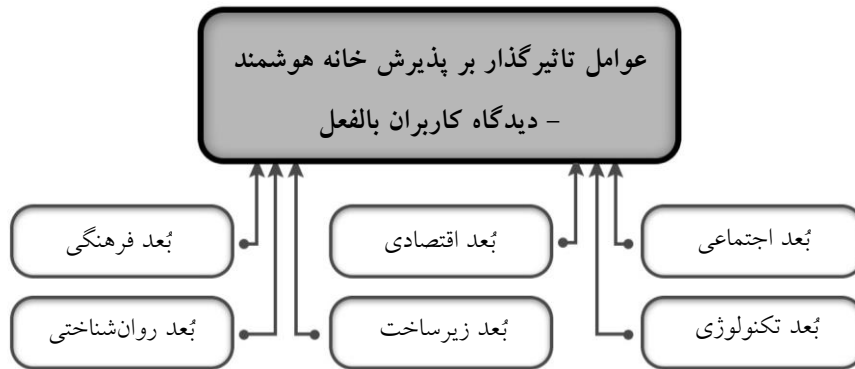 عوامل تاثیرگذار بر پذیرش خانه هوشمند
– دیدگاه کاربران بالفعل
بُعد اجتماعی
بُعد اقتصادی
بُعد فرهنگی
بُعد تکنولوژی
بُعد زیرساخت
بُعد روان‌شناختی